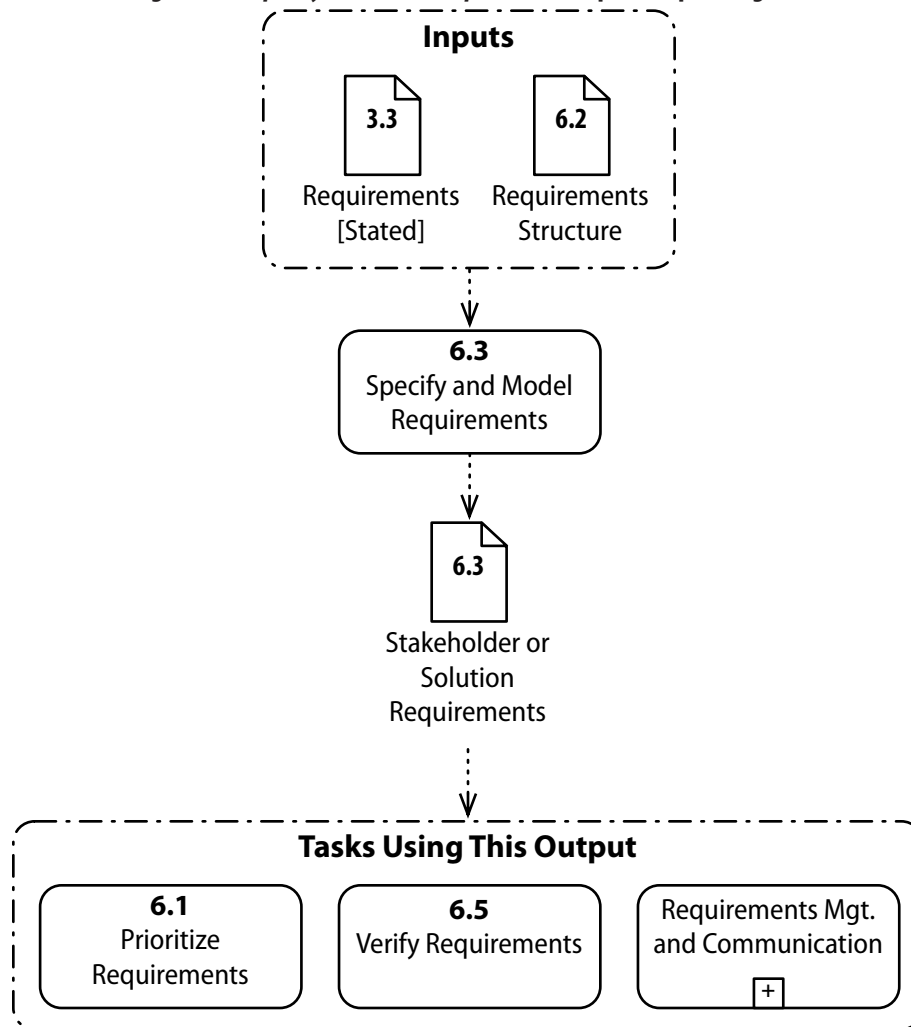 Inputs
3.3
6.2
Requirements
[Stated]
Requirements
Structure
6.3
Specify and Model
Requirements
6.3
Stakeholder or
Solution
Requirements
Tasks Using This Output
6.1
Prioritize
Requirements
6.5
Verify Requirements
Requirements Mgt.
and Communication
+